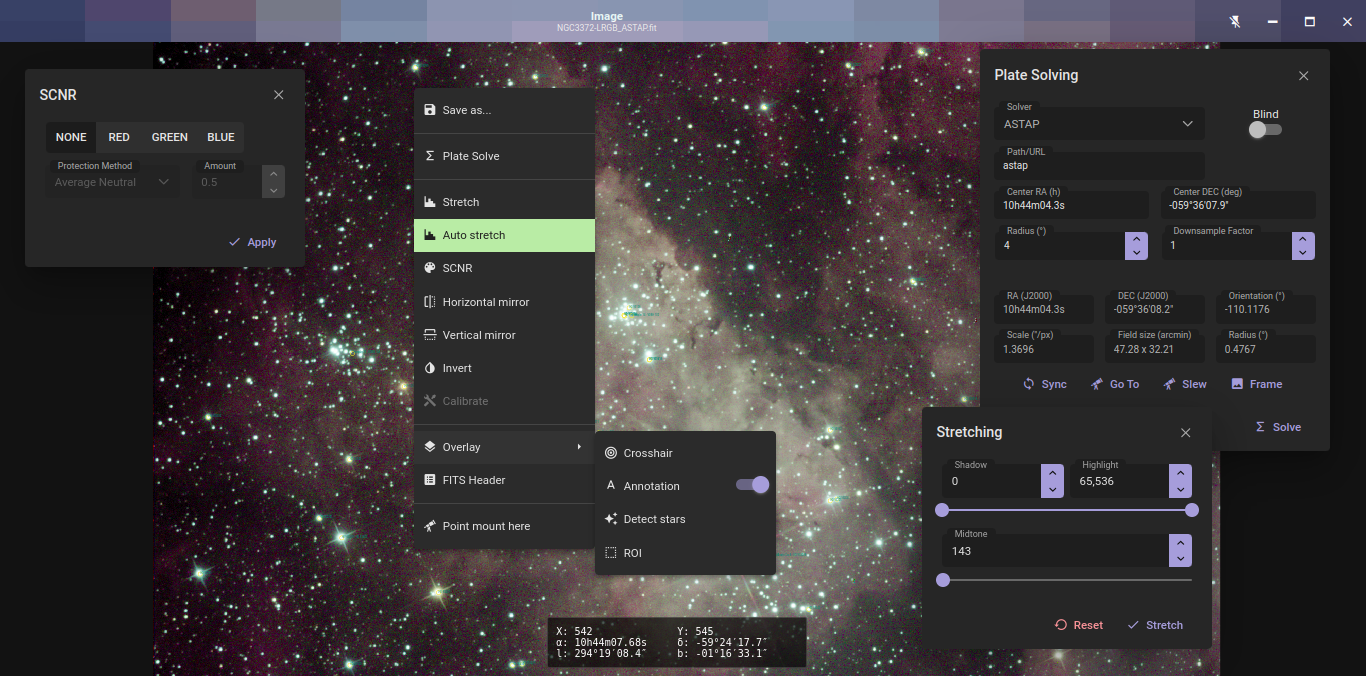 Image
NGC3372-LRGB_ASTAP.fit
SCNR
NONE RED GREEN BLUE
Protection Method
Average Neutral
Amount
0.5
Apply
Save as...
Plate Solve
Stretch
Auto stretch
SCNR
Horizontal mirror
Vertical mirror
Invert
Calibrate
Overlay
FITS Header
Point mount here
Crosshair
Annotation
Detect stars
ROI
X: 542 Y: 545
α: 10h44m07.68s δ: -59°24′17.7″
l: 294°19′08.4″ b: -01°16′33.1″
Plate Solving
Solver
ASTAP
Blind
Path/URL
astap
Center RA (h)
10h44m04.3s
Center DEC (deg)
-059°36'07.9"
Radius (°)
4
Downsample Factor
1
RA (J2000)
10h44m04.3s
DEC (J2000)
-059°36'08.2"
Orientation (°)
-110.1176
Scale ("/px)
1.3696
Field size (arcmin)
47.28 x 32.21
Radius (°)
0.4767
Sync Go To Slew Frame
Solve
Stretching
Shadow
0
Highlight
65,536
Midtone
143
Reset Stretch